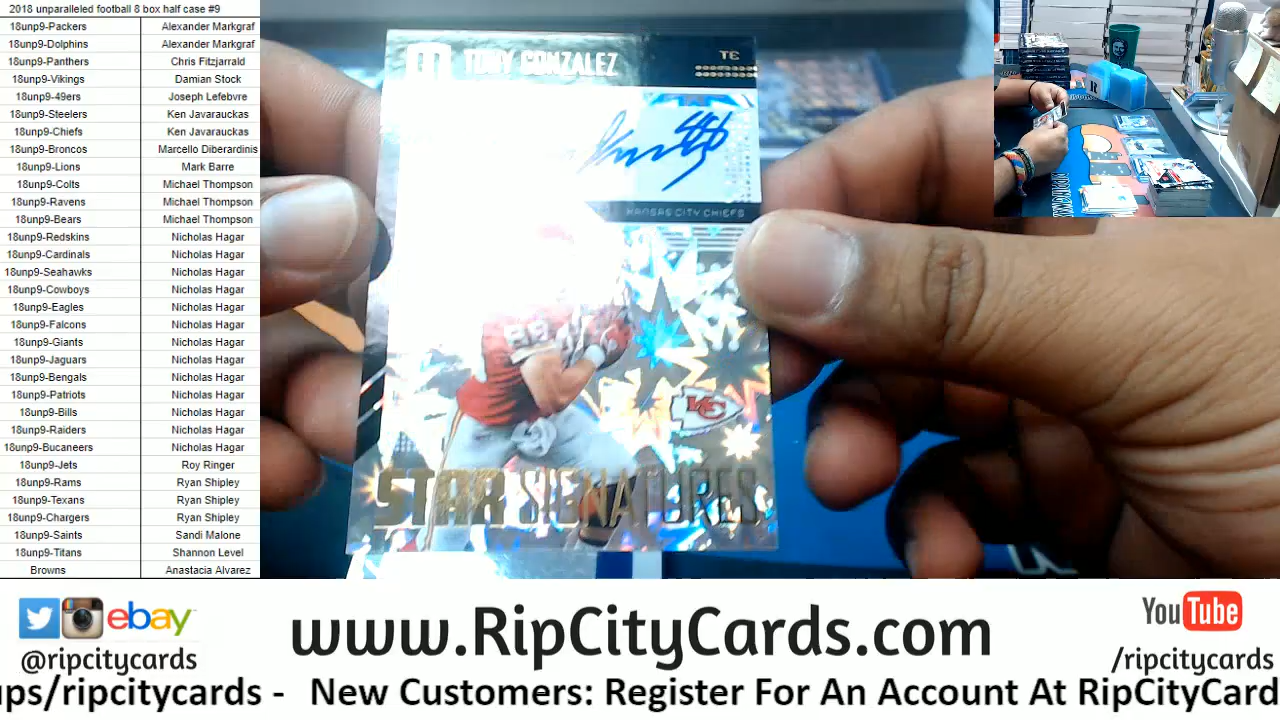 2018 unparalleled football 8 box half case #9
18unp9-Packers Alexander Markgraf
18unp9-Dolphins Alexander Markgraf
18unp9-Panthers Chris Fitzjarrald
18unp9-Vikings Damian Stock
18unp9-49ers Joseph Lefebvre
18unp9-Steelers Ken Javarauckas
18unp9-Chiefs Ken Javarauckas
18unp9-Broncos Marcello Diberardinis
18unp9-Lions Mark Barre
18unp9-Colts Michael Thompson
18unp9-Ravens Michael Thompson
18unp9-Bears Michael Thompson
18unp9-Redskins Nicholas Hagar
18unp9-Cardinals Nicholas Hagar
18unp9-Seahawks Nicholas Hagar
18unp9-Cowboys Nicholas Hagar
18unp9-Eagles Nicholas Hagar
18unp9-Falcons Nicholas Hagar
18unp9-Giants Nicholas Hagar
18unp9-Jaguars Nicholas Hagar
18unp9-Bengals Nicholas Hagar
18unp9-Patriots Nicholas Hagar
18unp9-Bills Nicholas Hagar
18unp9-Raiders Nicholas Hagar
18unp9-Bucaneers Nicholas Hagar
18unp9-Jets Roy Ringer
18unp9-Rams Ryan Shipley
18unp9-Texans Ryan Shipley
18unp9-Chargers Ryan Shipley
18unp9-Saints Sandi Malone
18unp9-Titans Shannon Level
Browns Anastacia Alvarez
TONY GONZALEZ
TE
KANSAS CITY CHIEFS
KC
STAR SIGNATURES
ebay
@ripcitycards
www.RipCityCards.com
YouTube
/ripcitycards
ups/ripcitycards - New Customers: Register For An Account At RipCityCard